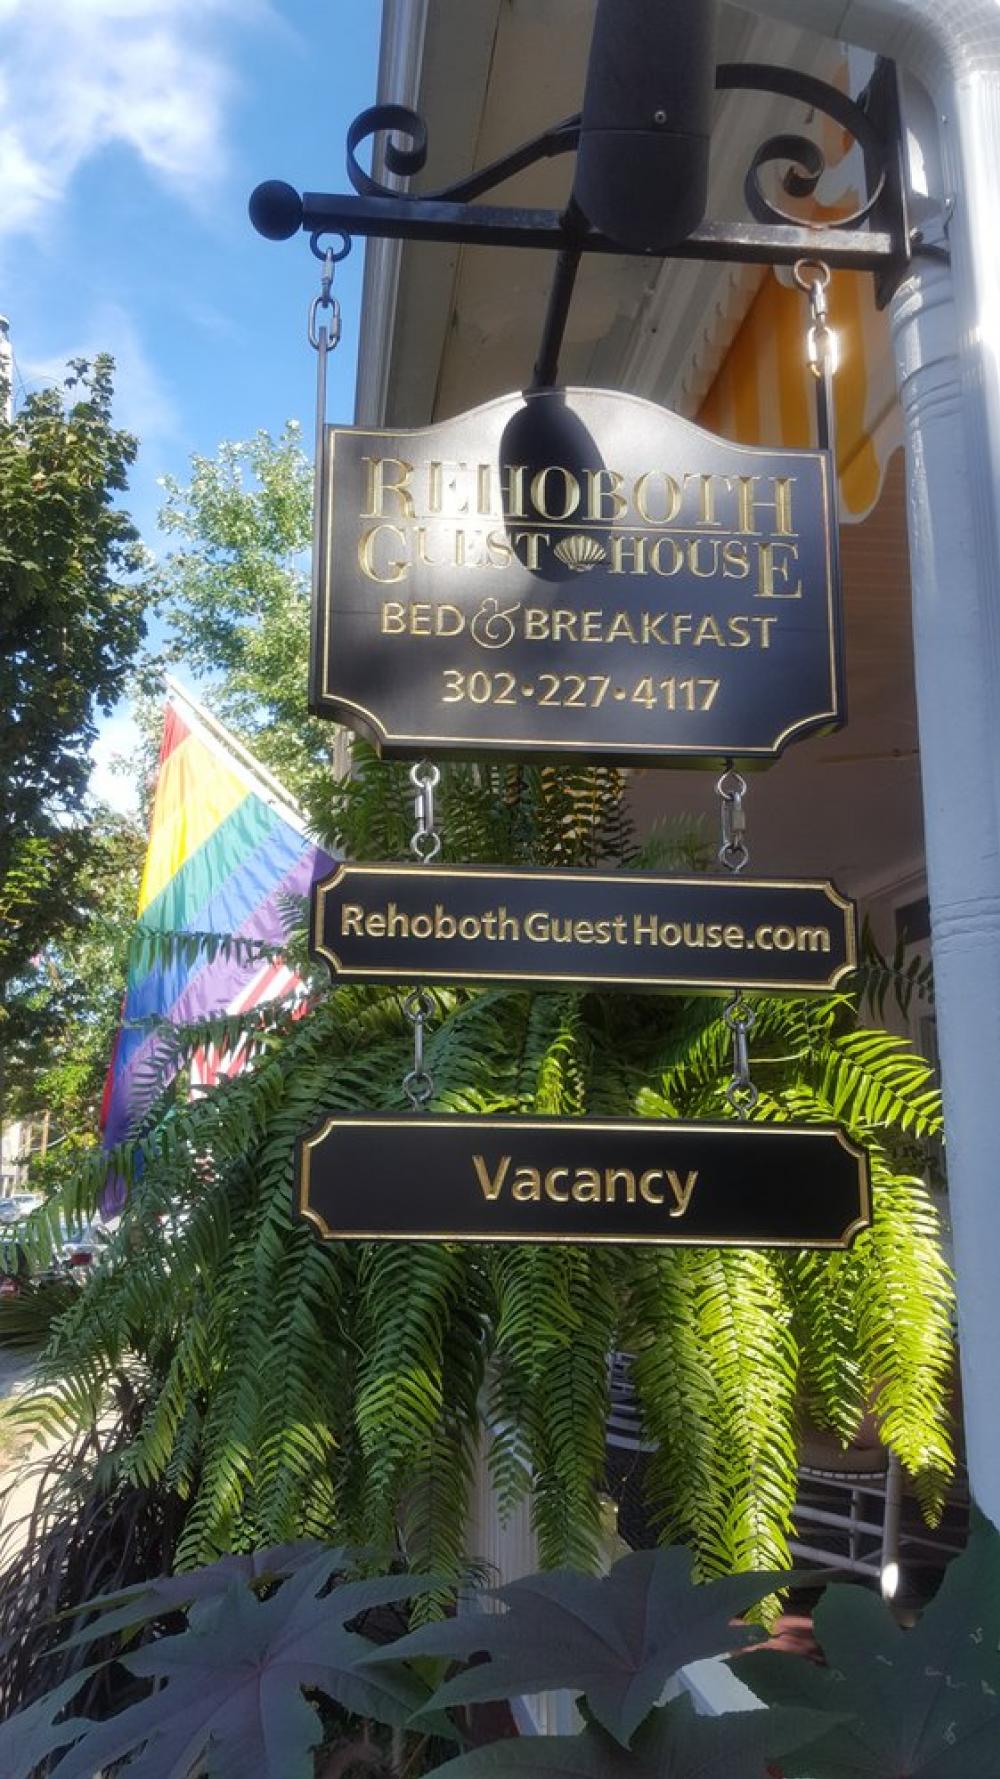 REHOBOTH
GUEST HOUSE
BED & BREAKFAST
302·227·4117
RehobothGuestHouse.com
Vacancy